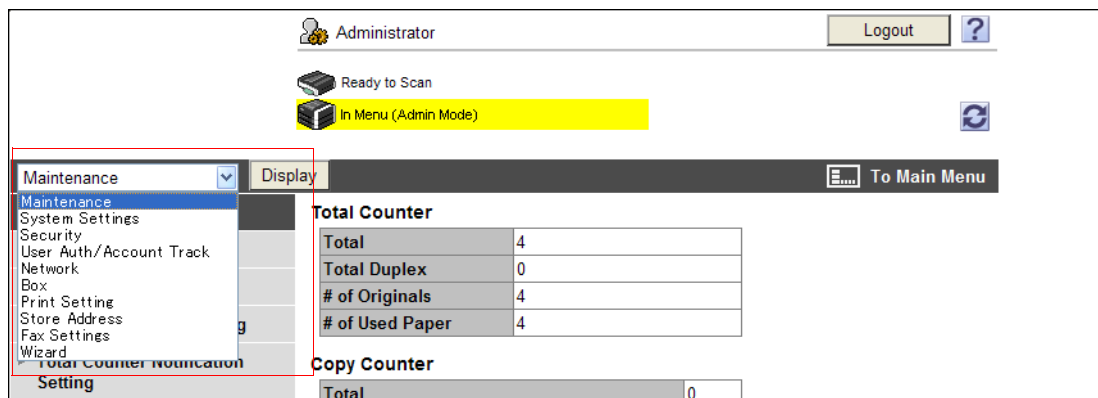 Administrator
Logout
?
Ready to Scan
In Menu (Admin Mode)
Maintenance
Display
To Main Menu
Maintenance
System Settings
Security
User Auth/Account Track
Network
Box
Print Setting
Store Address
Fax Settings
Wizard
g
Total Counter Notification
Setting
Total Counter
Total 4
Total Duplex 0
# of Originals 4
# of Used Paper 4
Copy Counter
Total 0